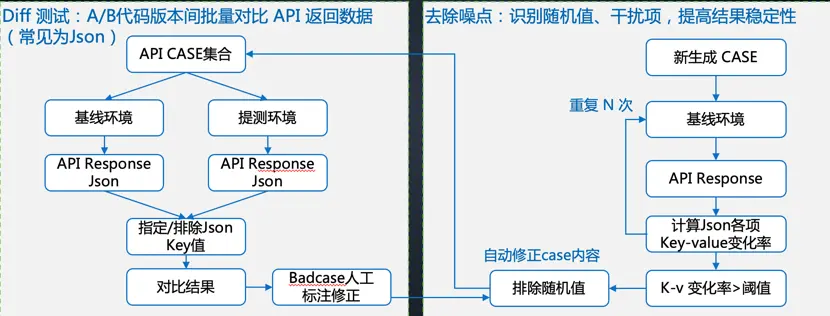 Diff 测试：A/B代码版本间批量对比 API 返回数据
（常见为Json）
API CASE集合
基线环境
提测环境
API Response
Json
API Response
Json
指定/排除Json
Key值
对比结果
Badcase人工
标注修正
去除噪点：识别随机值、干扰项，提高结果稳定性
新生成 CASE
重复 N 次
基线环境
API Response
计算Json各项
Key-value变化率
自动修正case内容
排除随机值
K-v 变化率>阈值